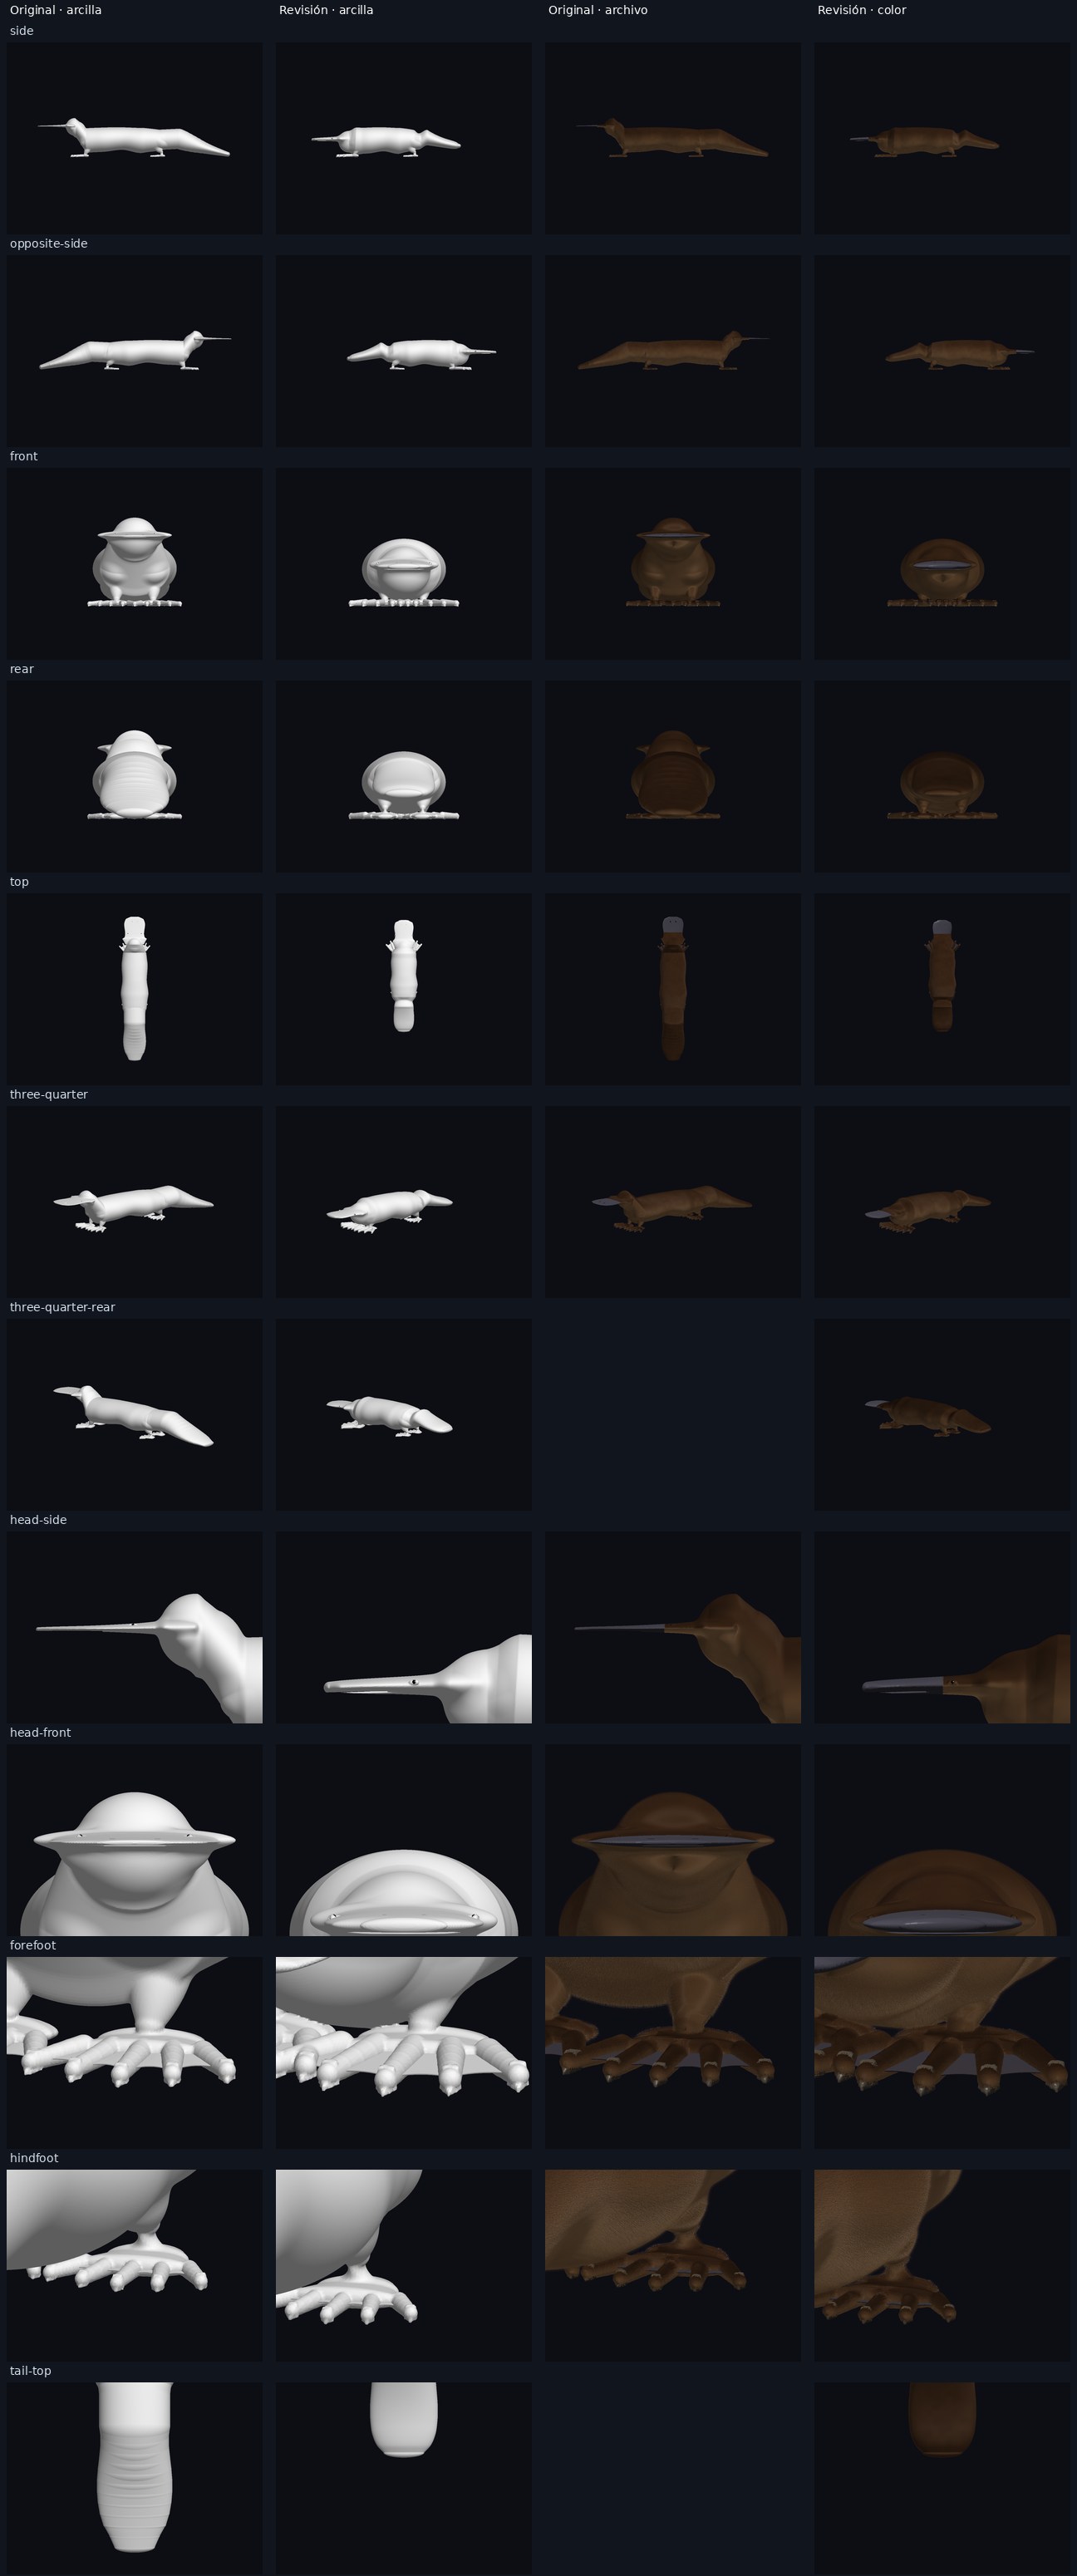 Original · arcilla
Revisión · arcilla
Original · archivo
Revisión · color
side
opposite-side
front
rear
top
three-quarter
three-quarter-rear
head-side
head-front
forefoot
hindfoot
tail-top